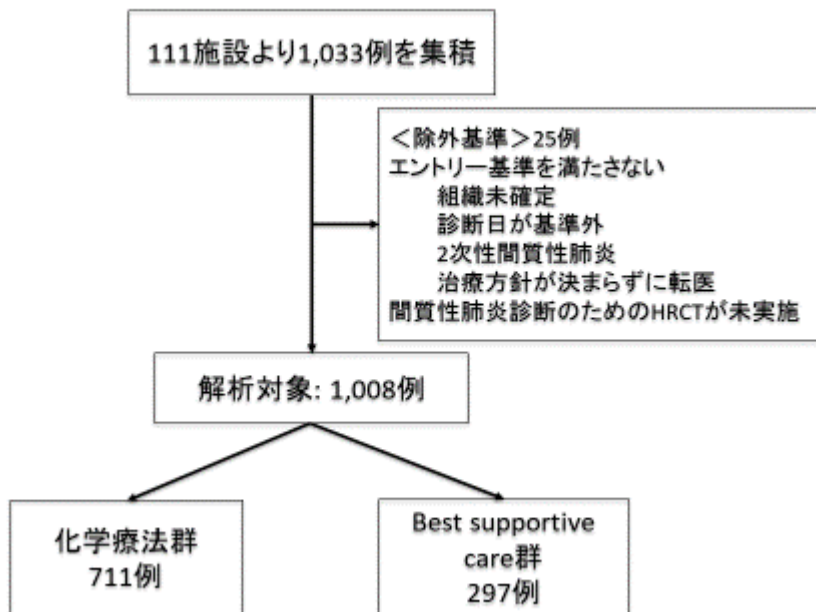 111施設より1,033例を集積
＜除外基準＞25例
エントリー基準を満たさない
組織未確定
診断日が基準外
2次性間質性肺炎
治療方針が決まらずに転医
間質性肺炎診断のためのHRCTが未実施
解析対象: 1,008例
化学療法群
711例
Best supportive
care群
297例